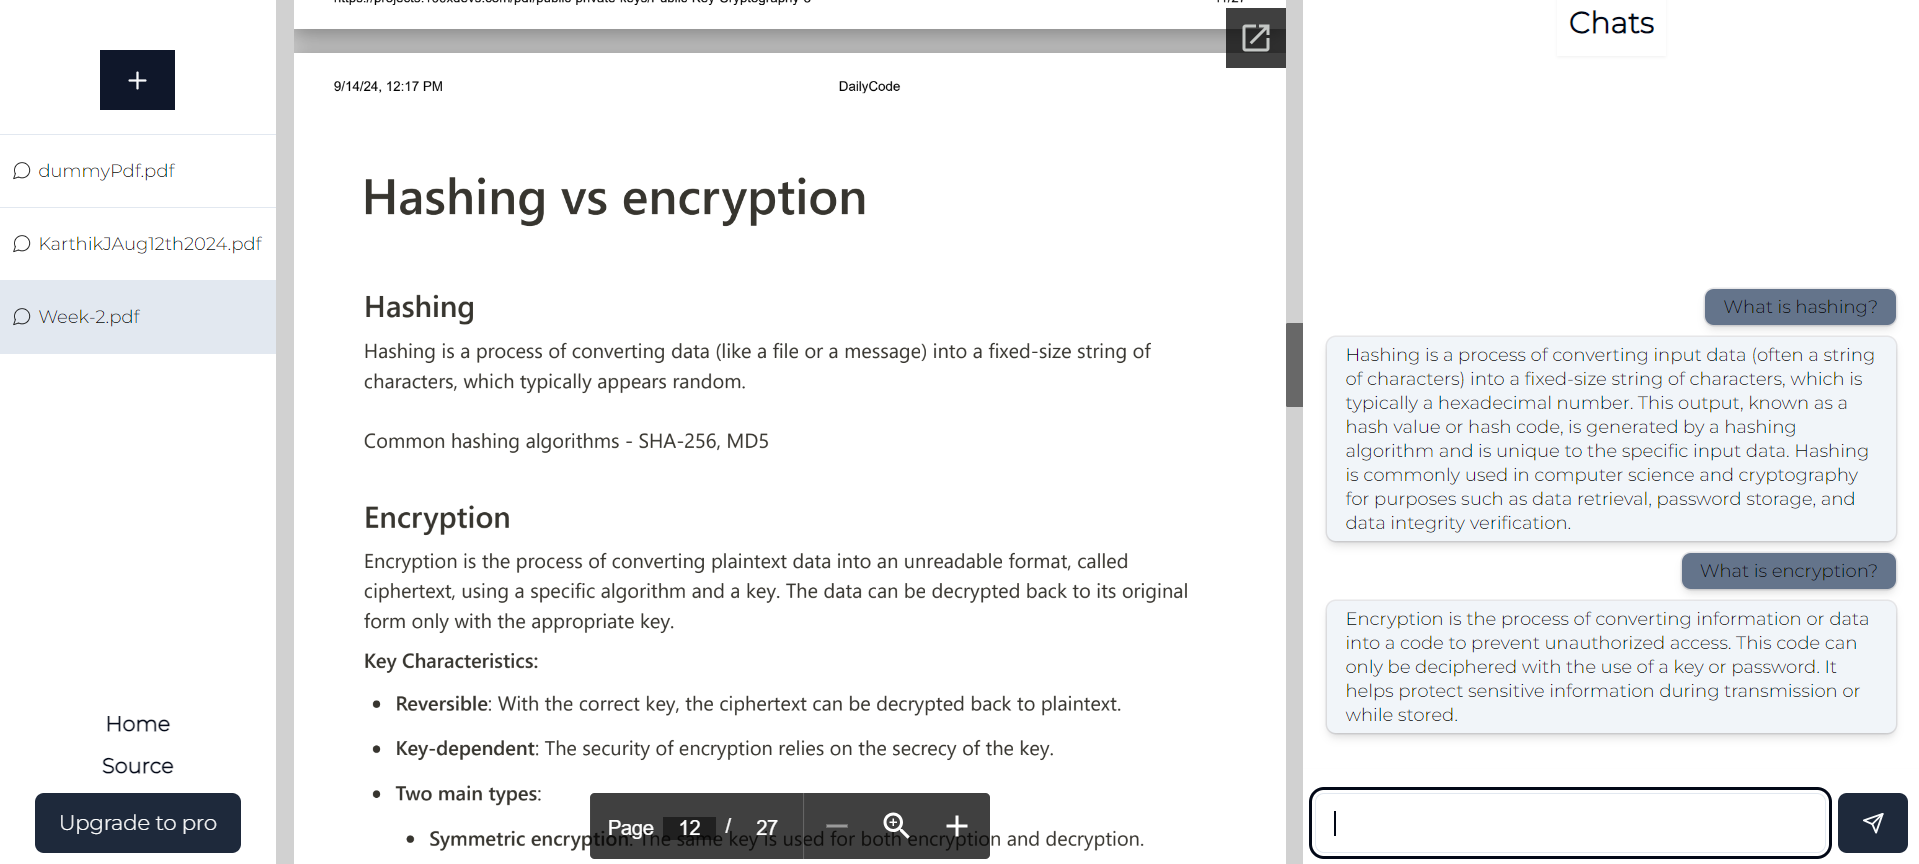 +
dummyPdf.pdf
KarthikJAug12th2024.pdf
Week-2.pdf
Home
Source
Upgrade to pro
9/14/24, 12:17 PM
DailyCode
Hashing vs encryption
Hashing
Hashing is a process of converting data (like a file or a message) into a fixed-size string of
characters, which typically appears random.
Common hashing algorithms - SHA-256, MD5
Encryption
Encryption is the process of converting plaintext data into an unreadable format, called
ciphertext, using a specific algorithm and a key. The data can be decrypted back to its original
form only with the appropriate key.
Key Characteristics:
• Reversible: With the correct key, the ciphertext can be decrypted back to plaintext.
• Key-dependent: The security of encryption relies on the secrecy of the key.
• Two main types:
• Symmetric encryption: The same key is used for both encryption and decryption.
Page 12 / 27
Chats
What is hashing?
Hashing is a process of converting input data (often a string
of characters) into a fixed-size string of characters, which is
typically a hexadecimal number. This output, known as a
hash value or hash code, is generated by a hashing
algorithm and is unique to the specific input data. Hashing
is commonly used in computer science and cryptography
for purposes such as data retrieval, password storage, and
data integrity verification.
What is encryption?
Encryption is the process of converting information or data
into a code to prevent unauthorized access. This code can
only be deciphered with the use of a key or password. It
helps protect sensitive information during transmission or
while stored.